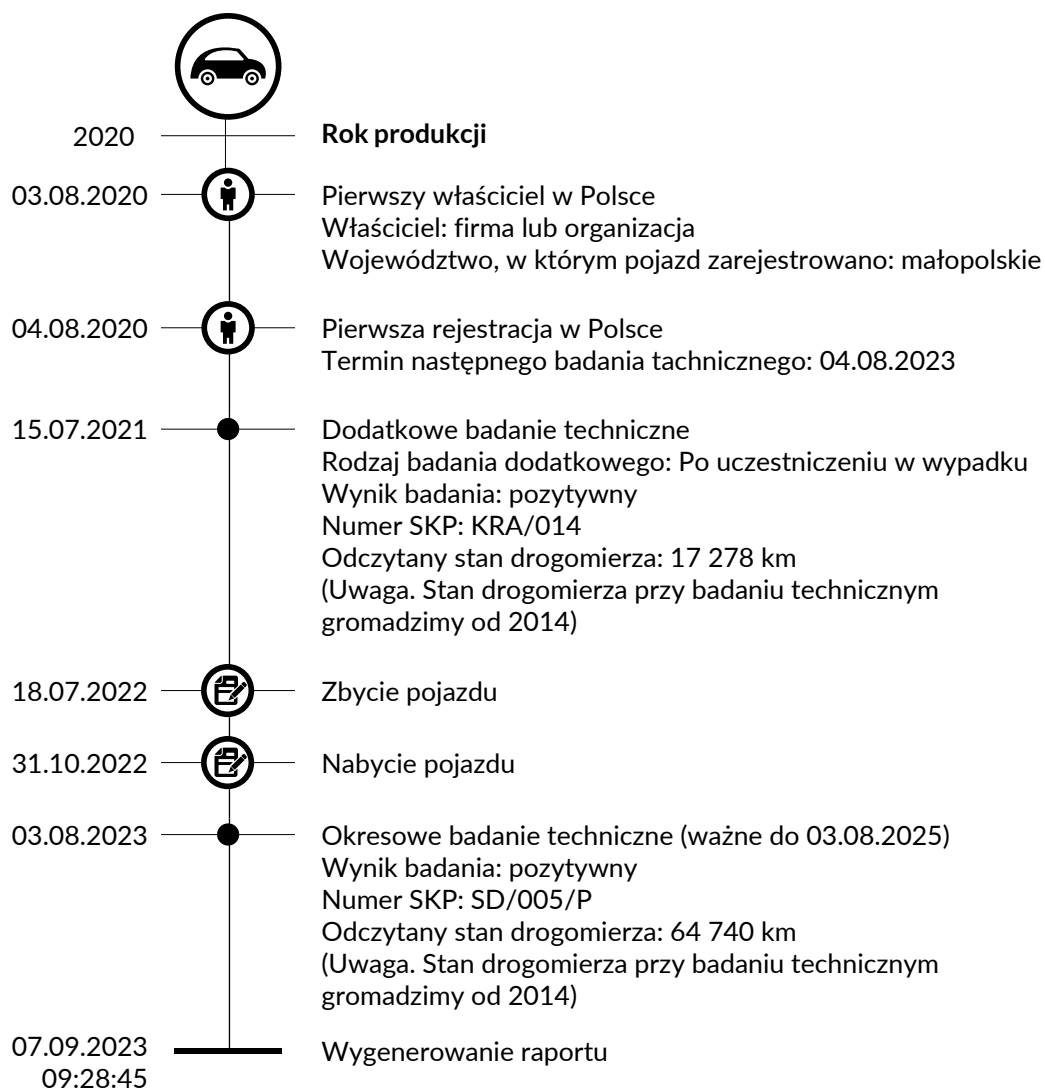 2020
Rok produkcji
03.08.2020
Pierwszy właściciel w Polsce
Właściciel: firma lub organizacja
Województwo, w którym pojazd zarejestrowano: małopolskie
04.08.2020
Pierwsza rejestracja w Polsce
Termin następnego badania tachnicznego: 04.08.2023
15.07.2021
Dodatkowe badanie techniczne
Rodzaj badania dodatkowego: Po uczestniczeniu w wypadku
Wynik badania: pozytywny
Numer SKP: KRA/014
Odczytany stan drogomierza: 17 278 km
(Uwaga. Stan drogomierza przy badaniu technicznym
gromadzimy od 2014)
18.07.2022
Zbycie pojazdu
31.10.2022
Nabycie pojazdu
03.08.2023
Okresowe badanie techniczne (ważne do 03.08.2025)
Wynik badania: pozytywny
Numer SKP: SD/005/P
Odczytany stan drogomierza: 64 740 km
(Uwaga. Stan drogomierza przy badaniu technicznym
gromadzimy od 2014)
07.09.2023
09:28:45
Wygenerowanie raportu